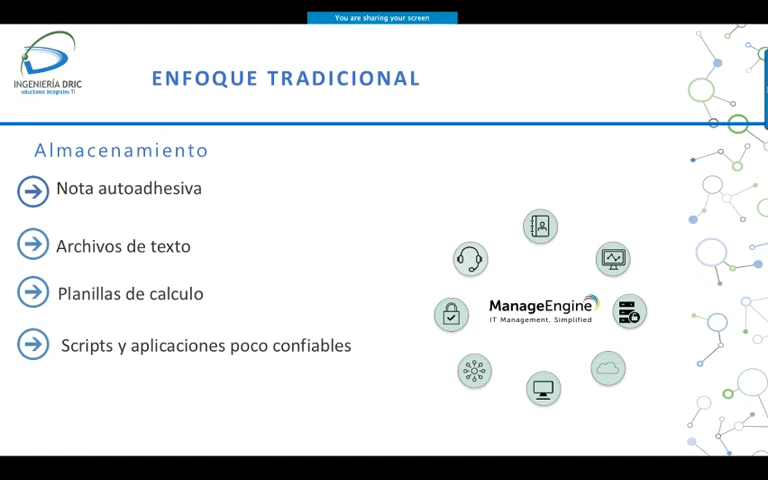 You are sharing your screen
INGENIERÍA DRIC
soluciones integrales TI
ENFOQUE TRADICIONAL
Almacenamiento
Nota autoadhesiva
Archivos de texto
Planillas de calculo
Scripts y aplicaciones poco confiables
ManageEngine
IT Management, Simplified